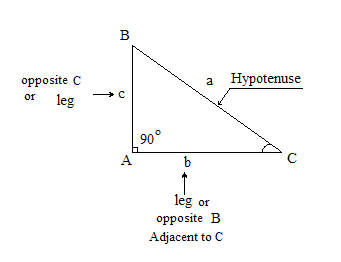 B
opposite C
or leg
c
a
Hypotenuse
90°
A
b
C
leg or
opposite B
Adjacent to C